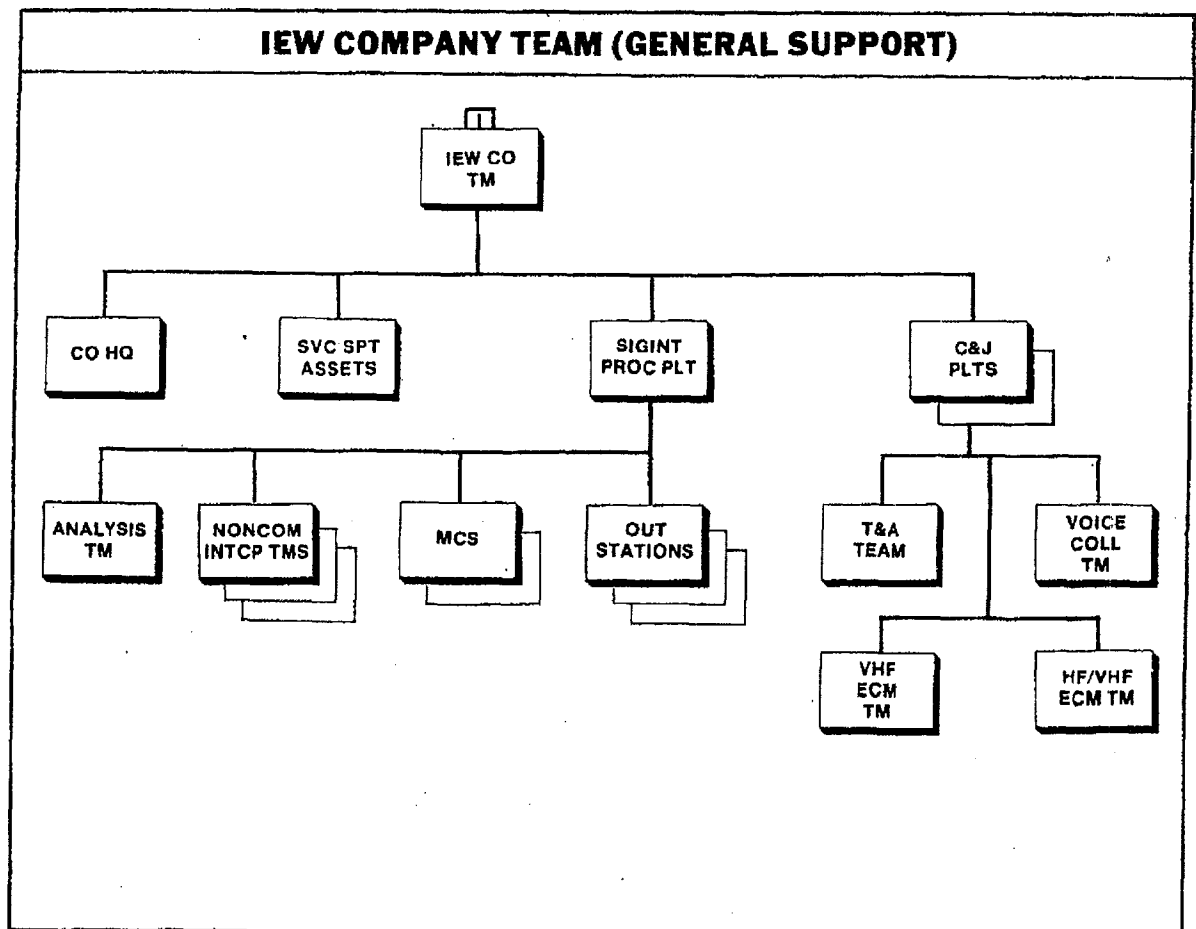 IEW COMPANY TEAM (GENERAL SUPPORT)
IEW CO
TM
CO HQ
SVC SPT
ASSETS
SIGINT
PROC PLT
C&J
PLTS
ANALYSIS
TM
NONCOM
INTCP TMS
MCS
OUT
STATIONS
T&A
TEAM
VOICE
COLL
TM
VHF
ECM
TM
HF/VHF
ECM TM